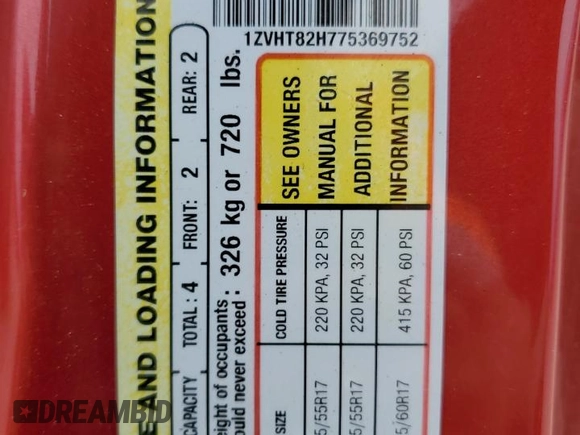 1ZVHT82H775369752
E AND LOADING INFORMATION
CAPACITY TOTAL : 4 FRONT: 2 REAR: 2
eight of occupants
ould never exceed : 326 kg or 720 lbs.
SIZE COLD TIRE PRESSURE
5/55R17 220 KPA, 32 PSI
5/55R17 220 KPA, 32 PSI
5/60R17 415 KPA, 60 PSI
SEE OWNERS
MANUAL FOR
ADDITIONAL
INFORMATION
DREAMBID